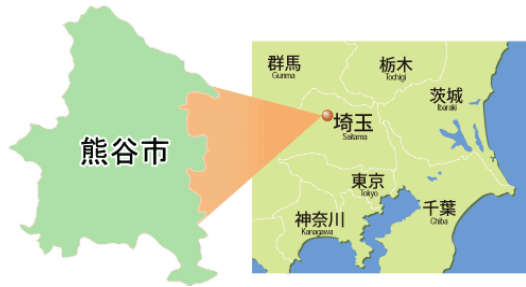 熊谷市
群馬
Gunma
栃木
Tochigi
茨城
Ibaraki
埼玉
Saitama
東京
Tokyo
千葉
Chiba
神奈川
Kanagawa